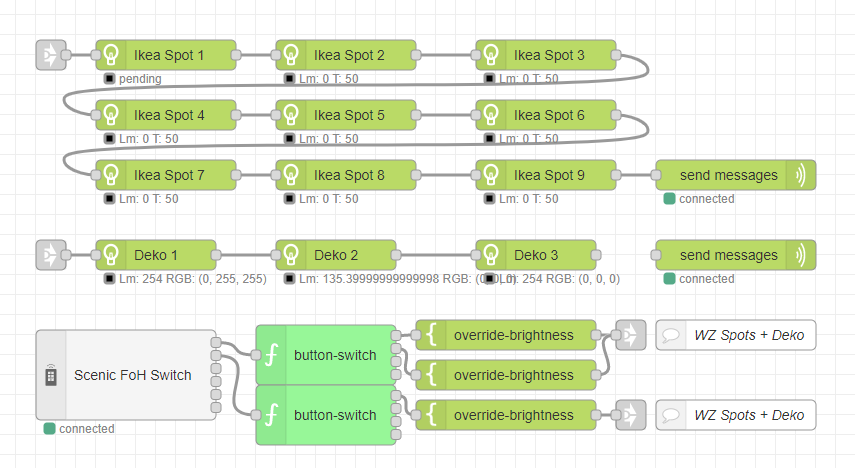 Ikea Spot 1 Ikea Spot 2 Ikea Spot 3
pending Lm: 0 T: 50 Lm: 0 T: 50
Ikea Spot 4 Ikea Spot 5 Ikea Spot 6
Lm: 0 T: 50 Lm: 0 T: 50 Lm: 0 T: 50
Ikea Spot 7 Ikea Spot 8 Ikea Spot 9 send messages
Lm: 0 T: 50 Lm: 0 T: 50 Lm: 0 T: 50 connected
Deko 1 Deko 2 Deko 3 send messages
Lm: 254 RGB: (0, 255, 255) Lm: 135.39999999999998 RGB: Lm: 254 RGB: (0, 0, 0) connected
override-brightness WZ Spots + Deko
button-switch
Scenic FoH Switch override-brightness
button-switch override-brightness WZ Spots + Deko
connected